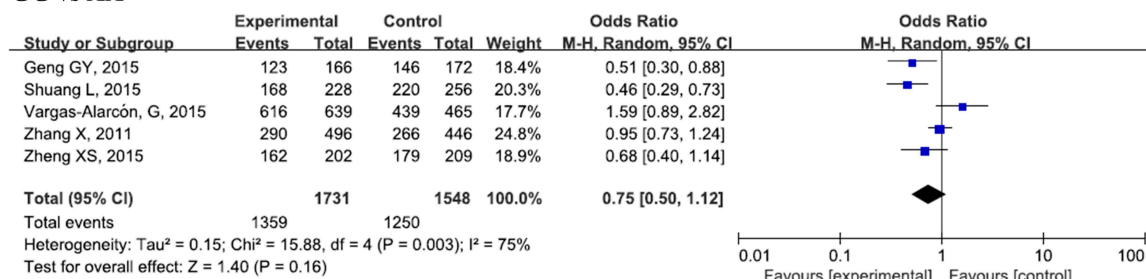 Experimental Control Odds Ratio Odds Ratio
Study or Subgroup Events Total Events Total Weight M-H, Random, 95% CI M-H, Random, 95% CI
Geng GY, 2015 123 166 146 172 18.4% 0.51 [0.30, 0.88]
Shuang L, 2015 168 228 220 256 20.3% 0.46 [0.29, 0.73]
Vargas-Alarcón, G, 2015 616 639 439 465 17.7% 1.59 [0.89, 2.82]
Zhang X, 2011 290 496 266 446 24.8% 0.95 [0.73, 1.24]
Zheng XS, 2015 162 202 179 209 18.9% 0.68 [0.40, 1.14]
Total (95% CI) 1731 1548 100.0% 0.75 [0.50, 1.12]
Total events 1359 1250
Heterogeneity: Tau² = 0.15; Chi² = 15.88, df = 4 (P = 0.003); I² = 75%
Test for overall effect: Z = 1.40 (P = 0.16)
0.01 0.1 1 10 100
Favours [experimental] Favours [control]